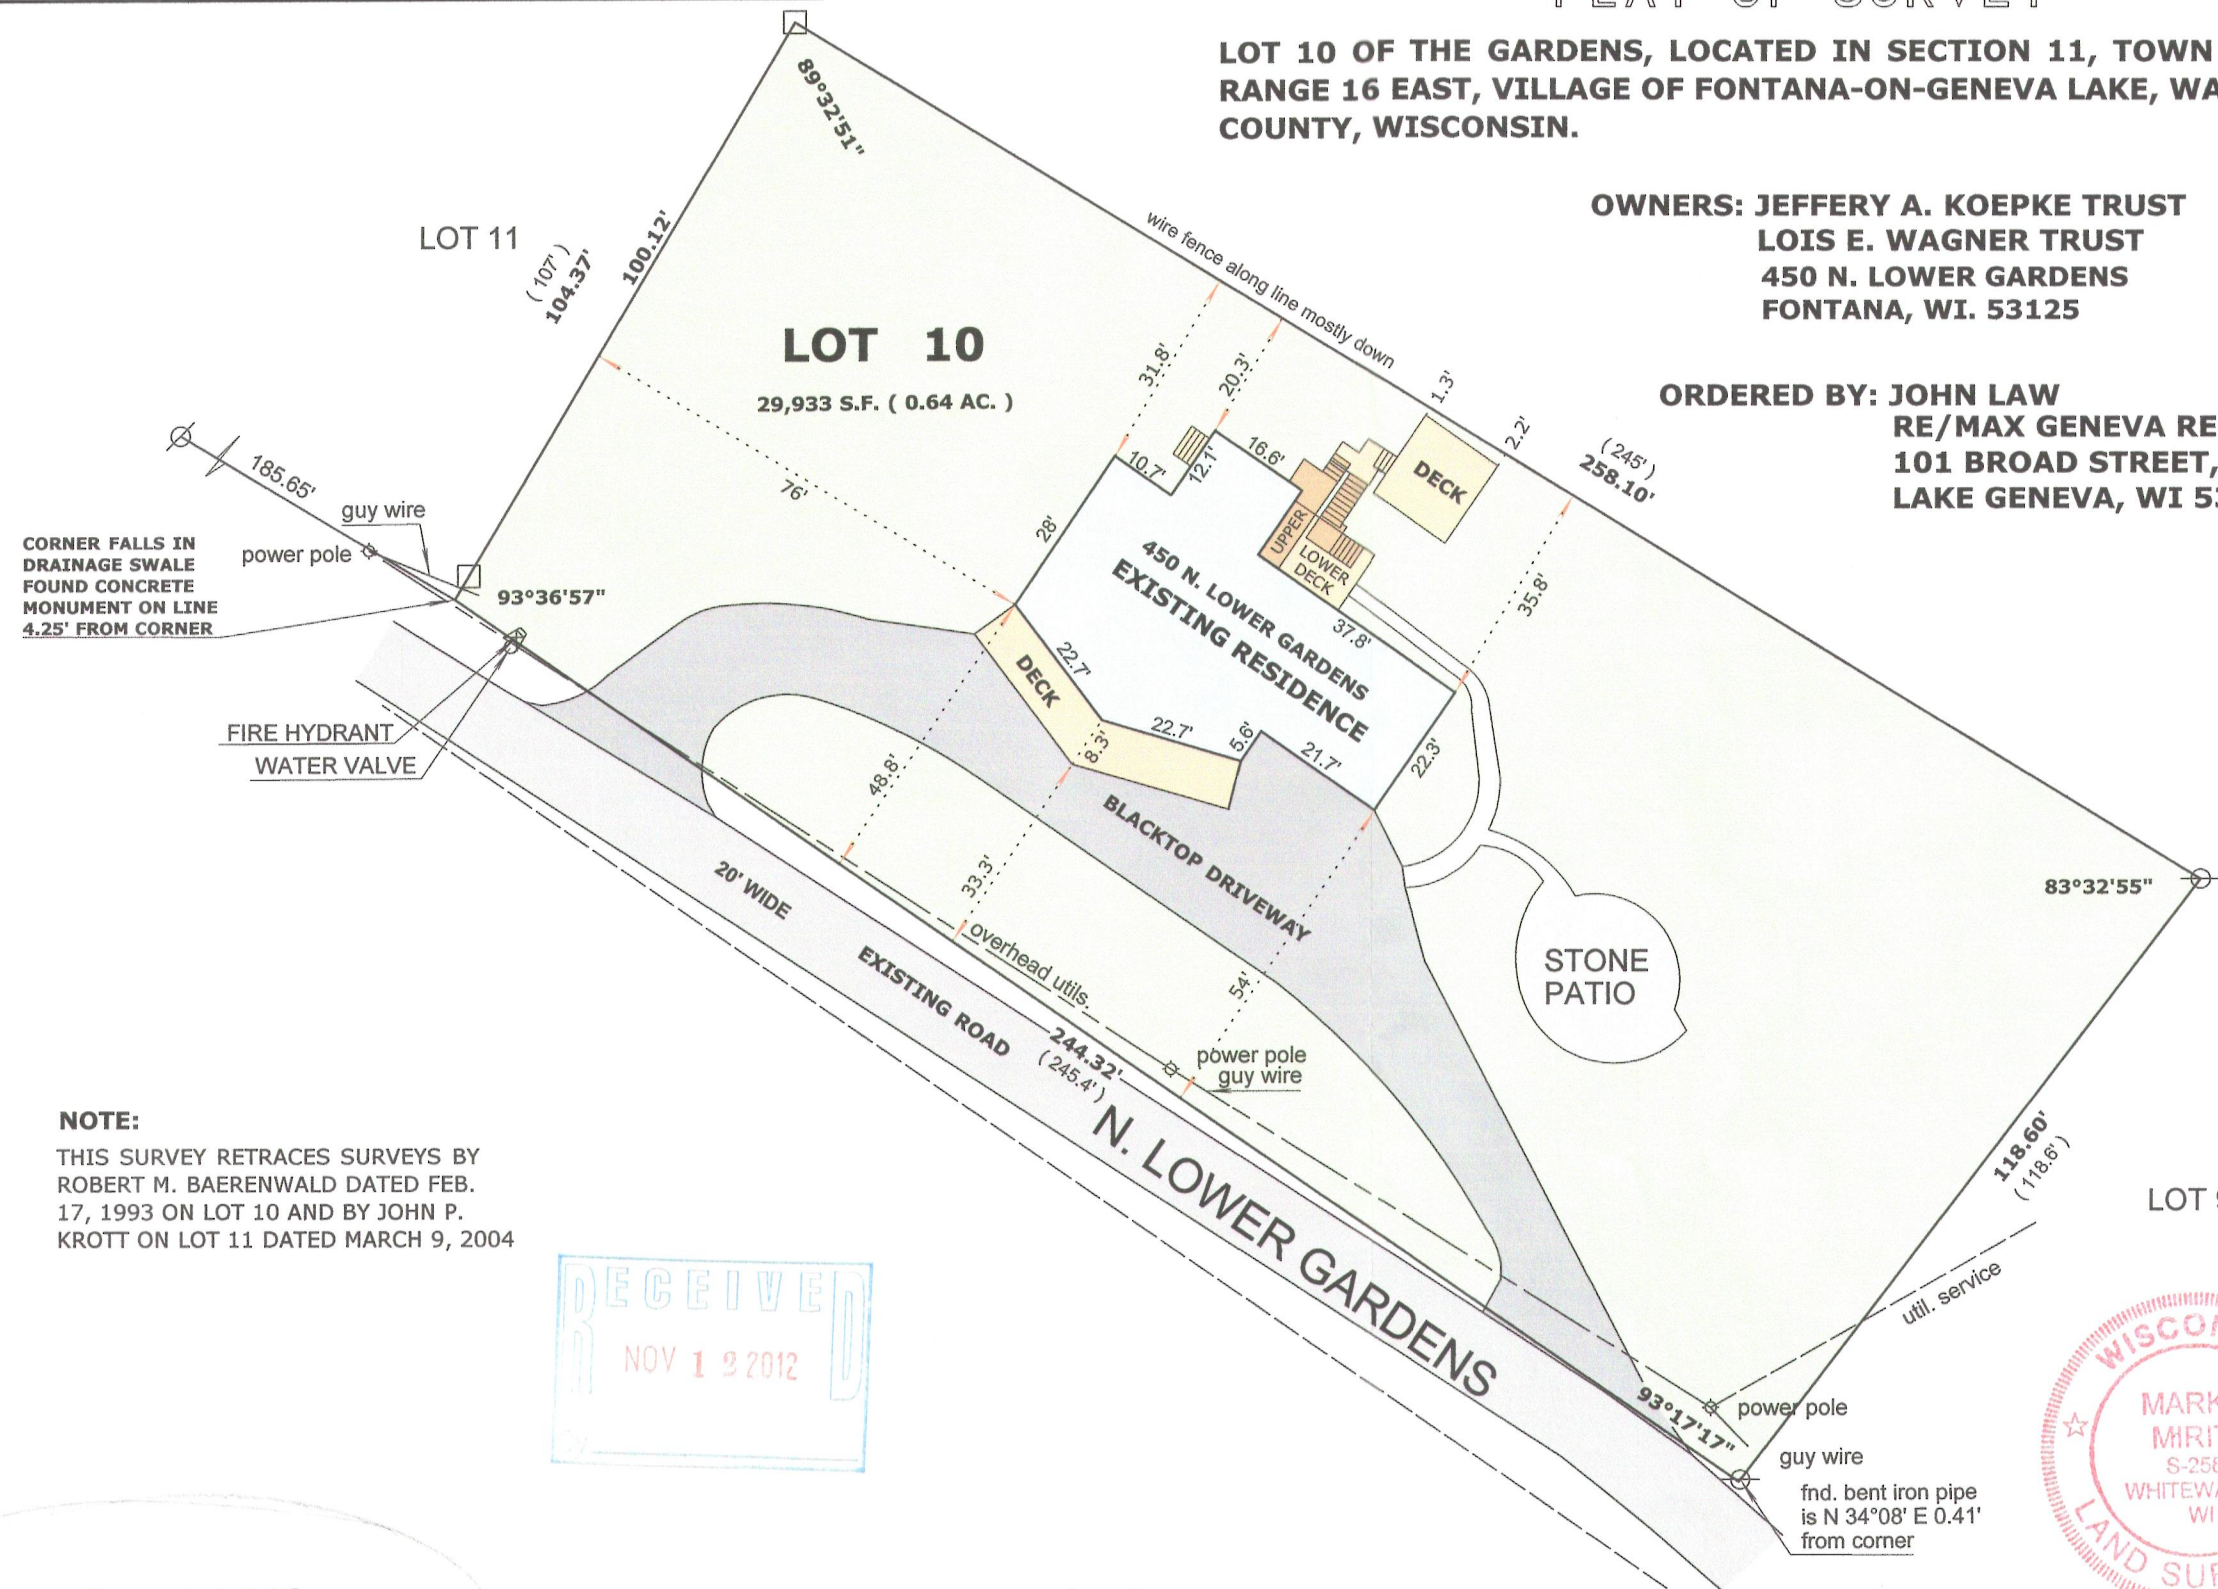 PLAT OF SURVEY
LOT 10 OF THE GARDENS, LOCATED IN SECTION 11, TOWN
RANGE 16 EAST, VILLAGE OF FONTANA-ON-GENEVA LAKE, WA
COUNTY, WISCONSIN.
OWNERS: JEFFERY A. KOEPKE TRUST
LOIS E. WAGNER TRUST
450 N. LOWER GARDENS
FONTANA, WI. 53125
ORDERED BY: JOHN LAW
RE/MAX GENEVA RE
101 BROAD STREET,
LAKE GENEVA, WI 53
89°32'51"
LOT 11
(107')
104.37'
100.12'
wire fence along line mostly down
LOT 10
29,933 S.F. ( 0.64 AC. )
31.8'
20.3'
1.3'
2.2'
(245')
258.10'
185.65'
guy wire
power pole
CORNER FALLS IN
DRAINAGE SWALE
FOUND CONCRETE
MONUMENT ON LINE
4.25' FROM CORNER
93°36'57"
76'
28'
10.7'
12.1'
16.6'
DECK
UPPER
LOWER
DECK
35.8'
450 N. LOWER GARDENS
EXISTING RESIDENCE
37.8'
22.7'
DECK
22.7'
5.6'
21.7'
22.3'
8.3'
FIRE HYDRANT
WATER VALVE
48.8'
33.3'
54'
BLACKTOP DRIVEWAY
20' WIDE
EXISTING ROAD
overhead utils.
244.32'
(245.4')
power pole
guy wire
N. LOWER GARDENS
STONE
PATIO
83°32'55"
118.60'
(118.6')
LOT 9
util. service
93°17'17"
power pole
guy wire
fnd. bent iron pipe
is N 34°08' E 0.41'
from corner
NOTE:
THIS SURVEY RETRACES SURVEYS BY
ROBERT M. BAERENWALD DATED FEB.
17, 1993 ON LOT 10 AND BY JOHN P.
KROTT ON LOT 11 DATED MARCH 9, 2004
RECEIVED
NOV 1 2012
WISCON
MARK
MIRI
S-258
WHITEWA
WI
LAND SUR